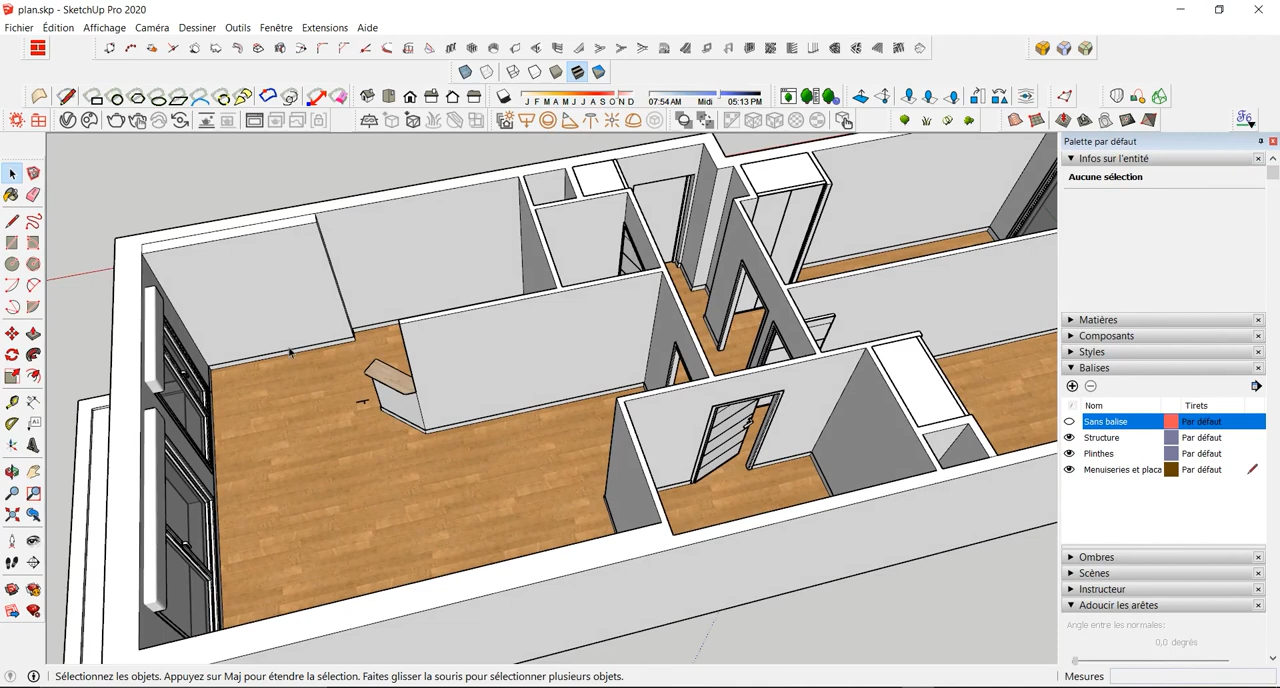 plan.skp - SketchUp Pro 2020
Fichier Édition Affichage Caméra Dessiner Outils Fenêtre Extensions Aide
J F M A M J J A S O N D
07:54 AM Midi 05:13 PM
Palette par défaut
Infos sur l'entité
Aucune sélection
Matières
Composants
Styles
Balises
Nom Tirets
Sans balise Par défaut
Structure Par défaut
Plinthes Par défaut
Menuiseries et placa Par défaut
Ombres
Scènes
Instructeur
Adoucir les arêtes
Angle entre les normales:
0,0 degrés
Sélectionnez les objets. Appuyez sur Maj pour étendre la sélection. Faites glisser la souris pour sélectionner plusieurs objets.
Mesures